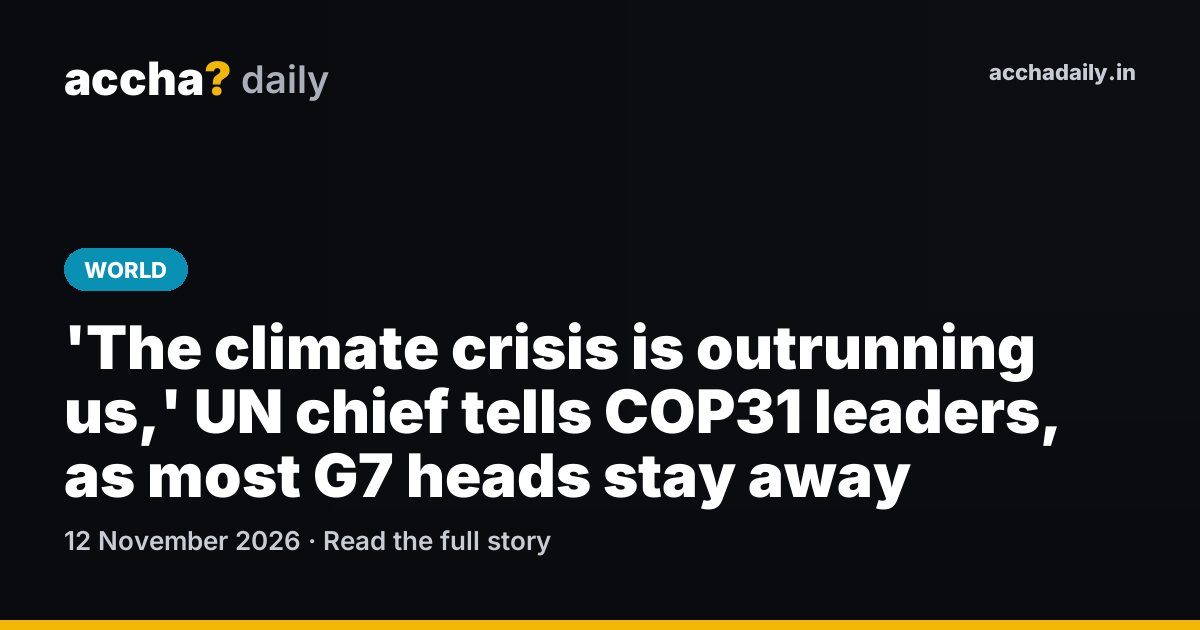 accha? daily
acchadaily.in
WORLD
'The climate crisis is outrunning
us,' UN chief tells COP31 leaders,
as most G7 heads stay away
12 November 2026 · Read the full story